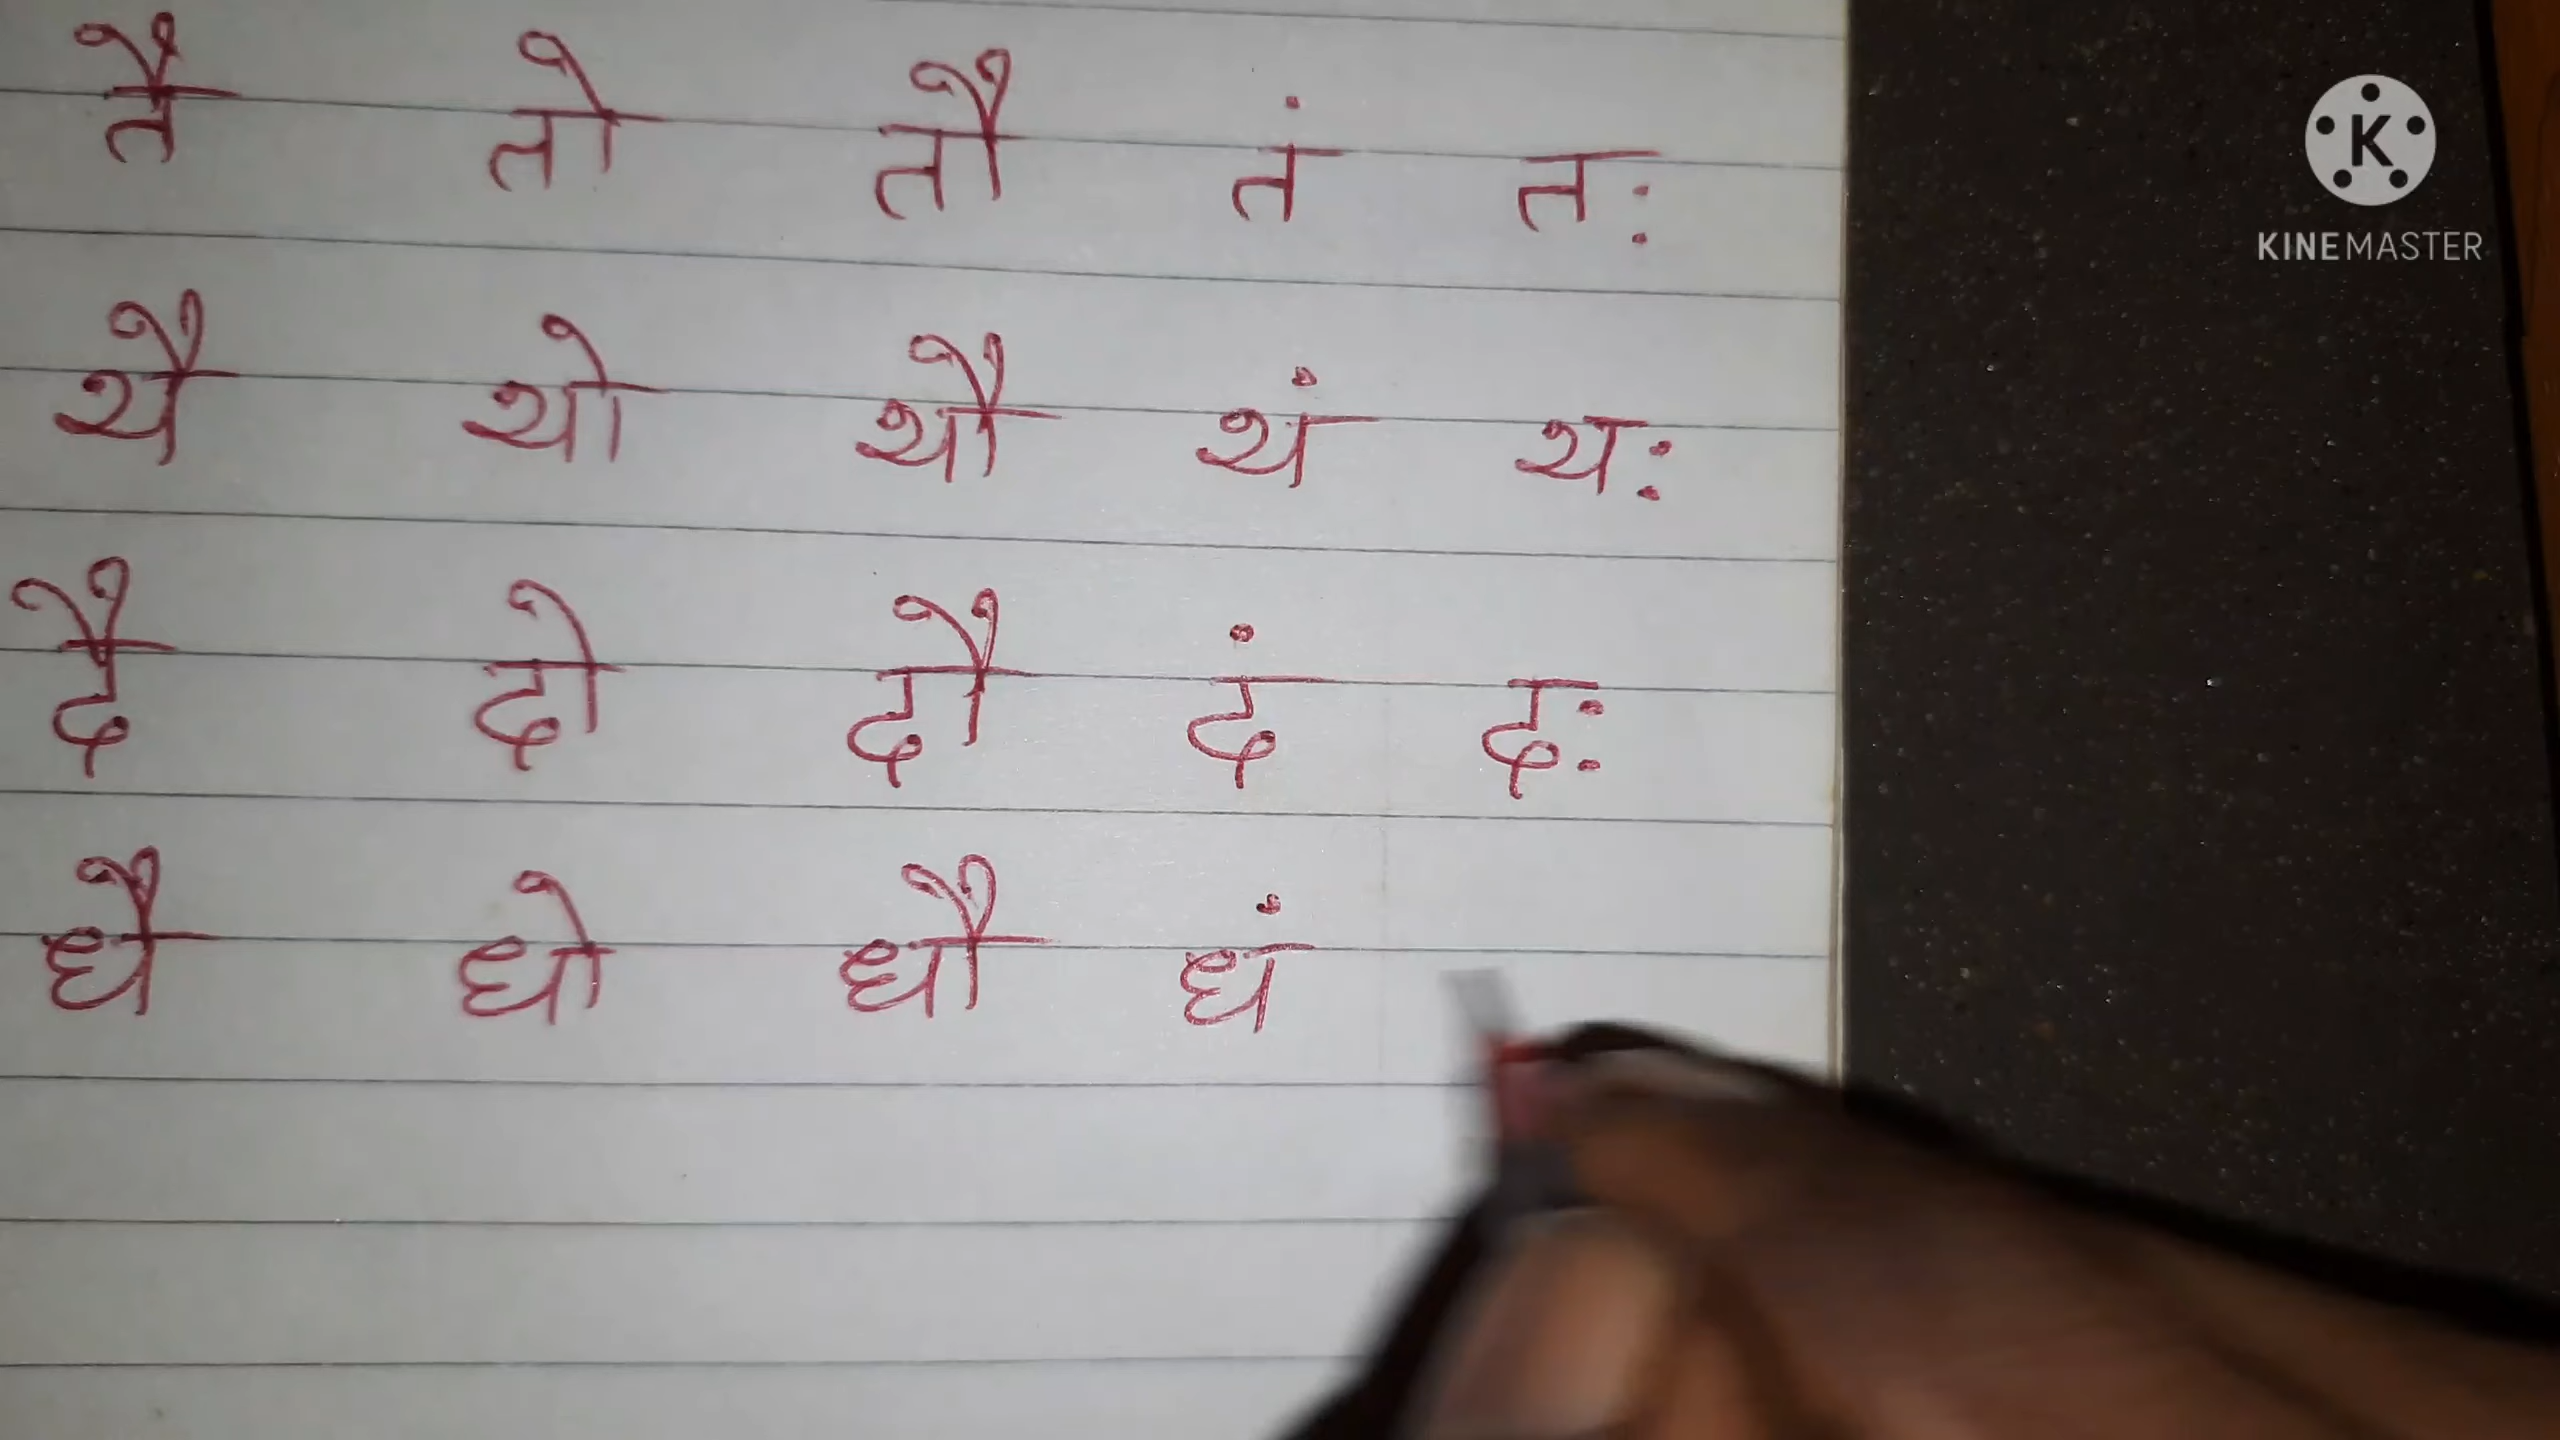 तै तो तौ तं तः
थै थो थौ थं थः
दै दो दौ दं दः
धै धो धौ धं
K
KINEMASTER